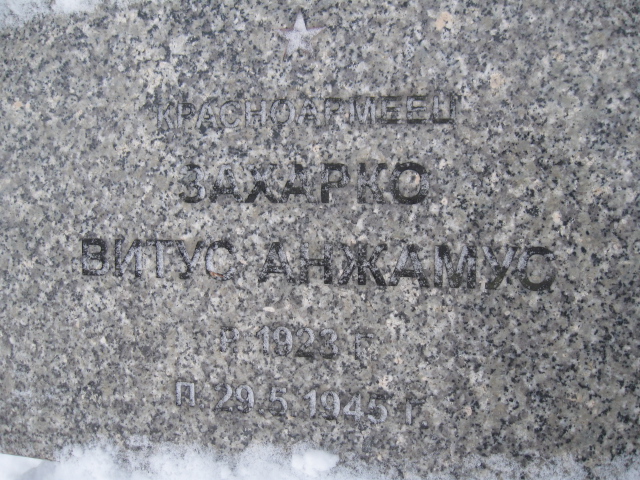 КРАСНОАРМЕЕЦ
ЗАХАРКО
ВИТУС АНЖАМУС
Р 1923 Г
П 29.5.1945 Г